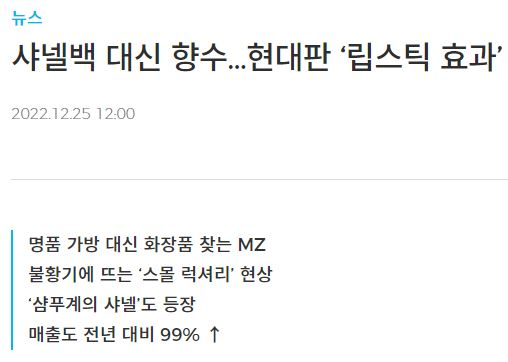 뉴스
샤넬백 대신 향수...현대판 ‘립스틱 효과’
2022.12.25 12:00
명품 가방 대신 화장품 찾는 MZ
불황기에 뜨는 ‘스몰 럭셔리’ 현상
‘샴푸계의 샤넬’도 등장
매출도 전년 대비 99% ↑